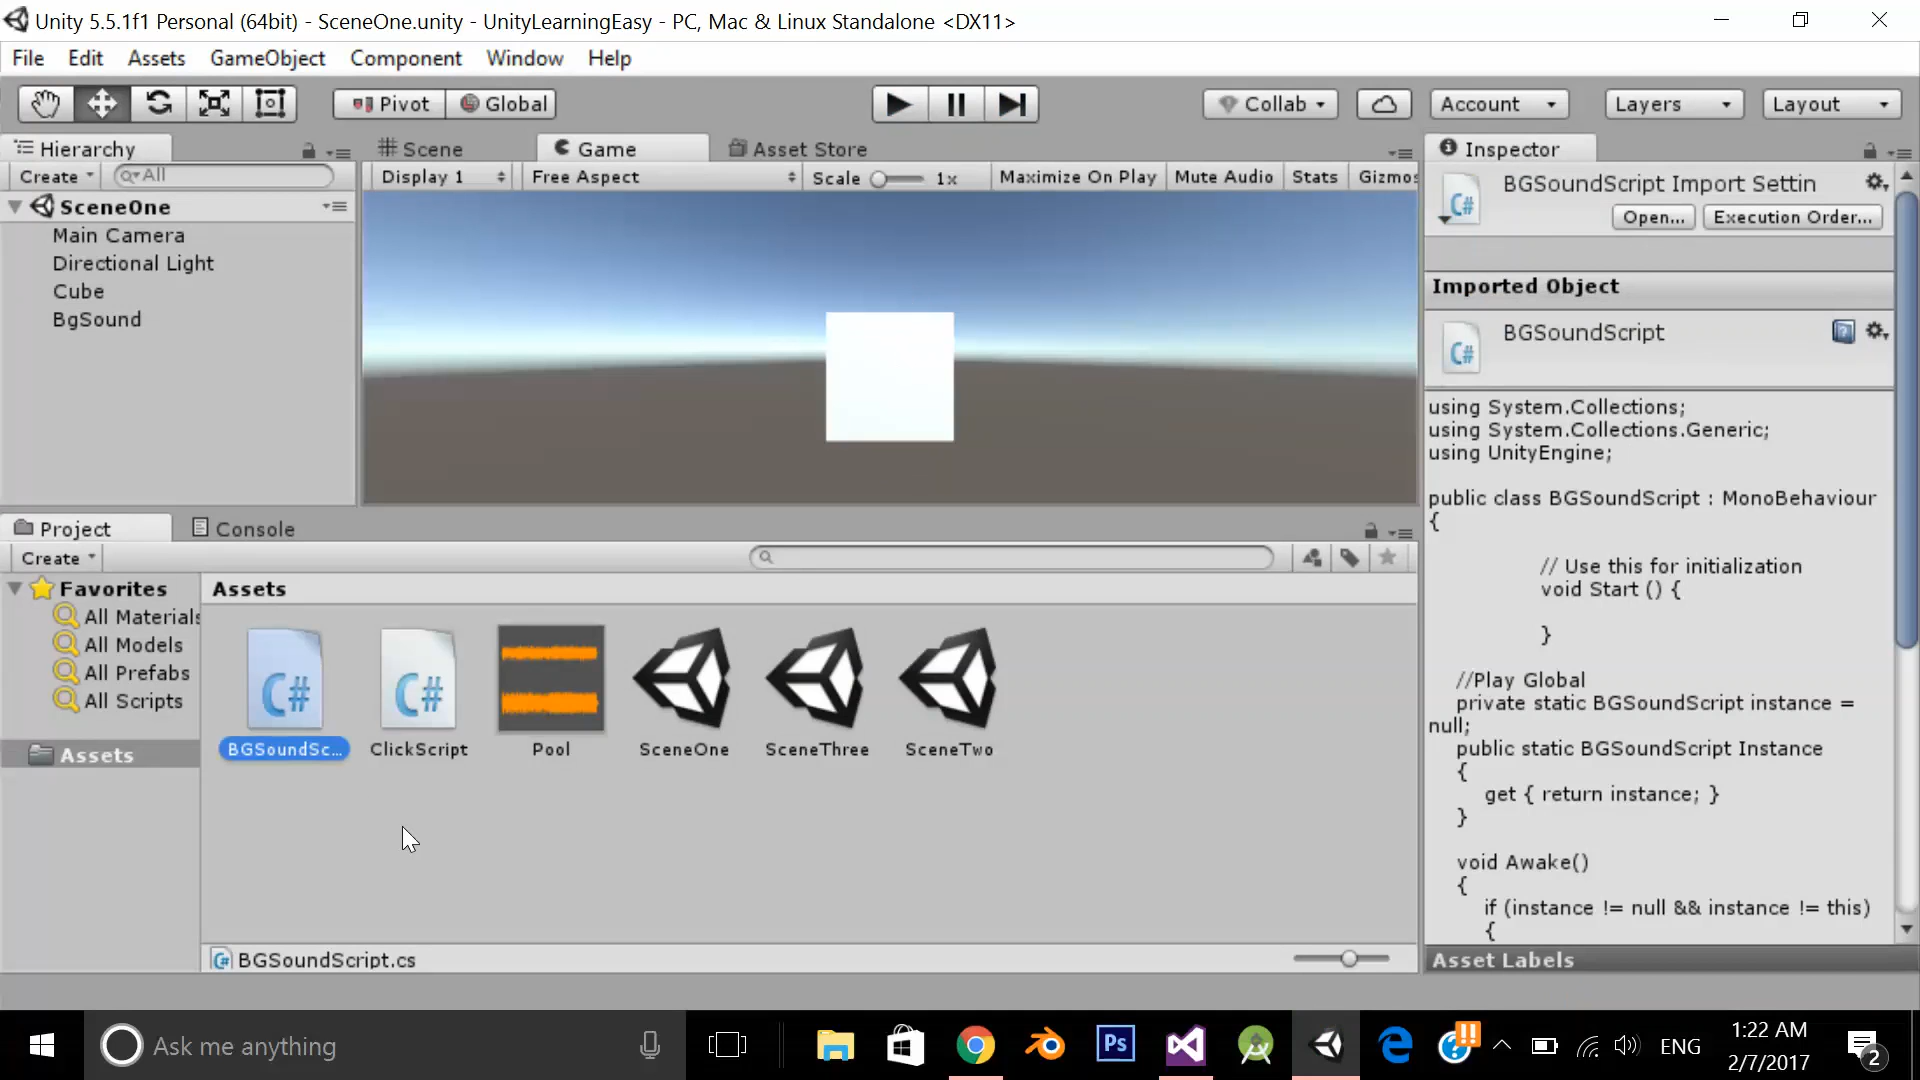 Unity 5.5.1f1 Personal (64bit) - SceneOne.unity - UnityLearningEasy - PC, Mac & Linux Standalone <DX11>
File Edit Assets GameObject Component Window Help
Pivot Global Collab Account Layers Layout
Hierarchy
Create All
SceneOne
Main Camera
Directional Light
Cube
BgSound
Scene Game Asset Store
Display 1 Free Aspect Scale 1x Maximize On Play Mute Audio Stats Gizmos
Inspector
BGSoundScript Import Settin
Open... Execution Order...
Imported Object
BGSoundScript
using System.Collections;
using System.Collections.Generic;
using UnityEngine;
public class BGSoundScript : MonoBehaviour
{
// Use this for initialization
void Start () {
}
//Play Global
private static BGSoundScript instance =
null;
public static BGSoundScript Instance
{
get { return instance; }
}
void Awake()
{
if (instance != null && instance != this)
{
Asset Labels
Project Console
Create
Favorites
All Materials
All Models
All Prefabs
All Scripts
Assets
Assets
C# C#
BGSoundSc... ClickScript Pool SceneOne SceneThree SceneTwo
BGSoundScript.cs
Ask me anything
Ps
ENG
1:22 AM
2/7/2017
2